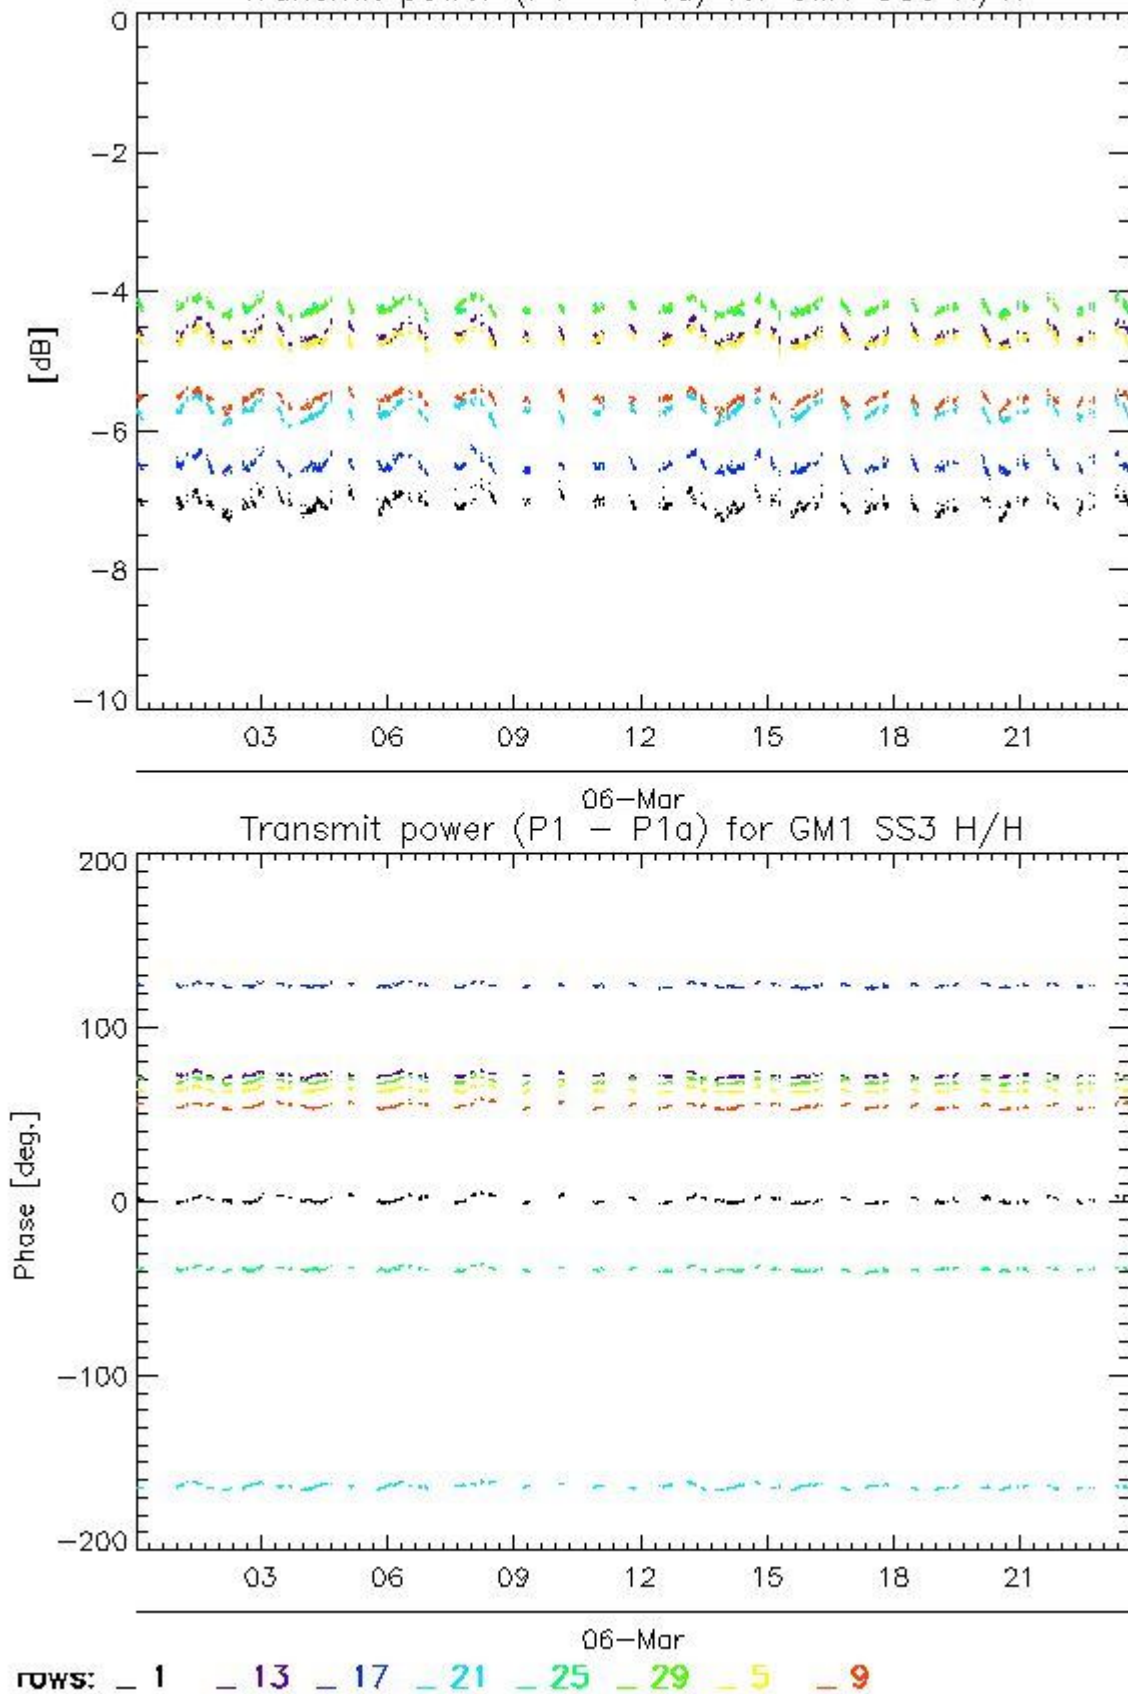 0
−2
−4
[dB]
−6
−8
−10
03 06 09 12 15 18 21
06−Mar
Transmit power (P1 − P1a) for GM1 SS3 H/H
200
100
Phase [deg.]
0
−100
−200
03 06 09 12 15 18 21
06−Mar
rows: _ 1 _ 13 _ 17 _ 21 _ 25 _ 29 _ 5 _ 9